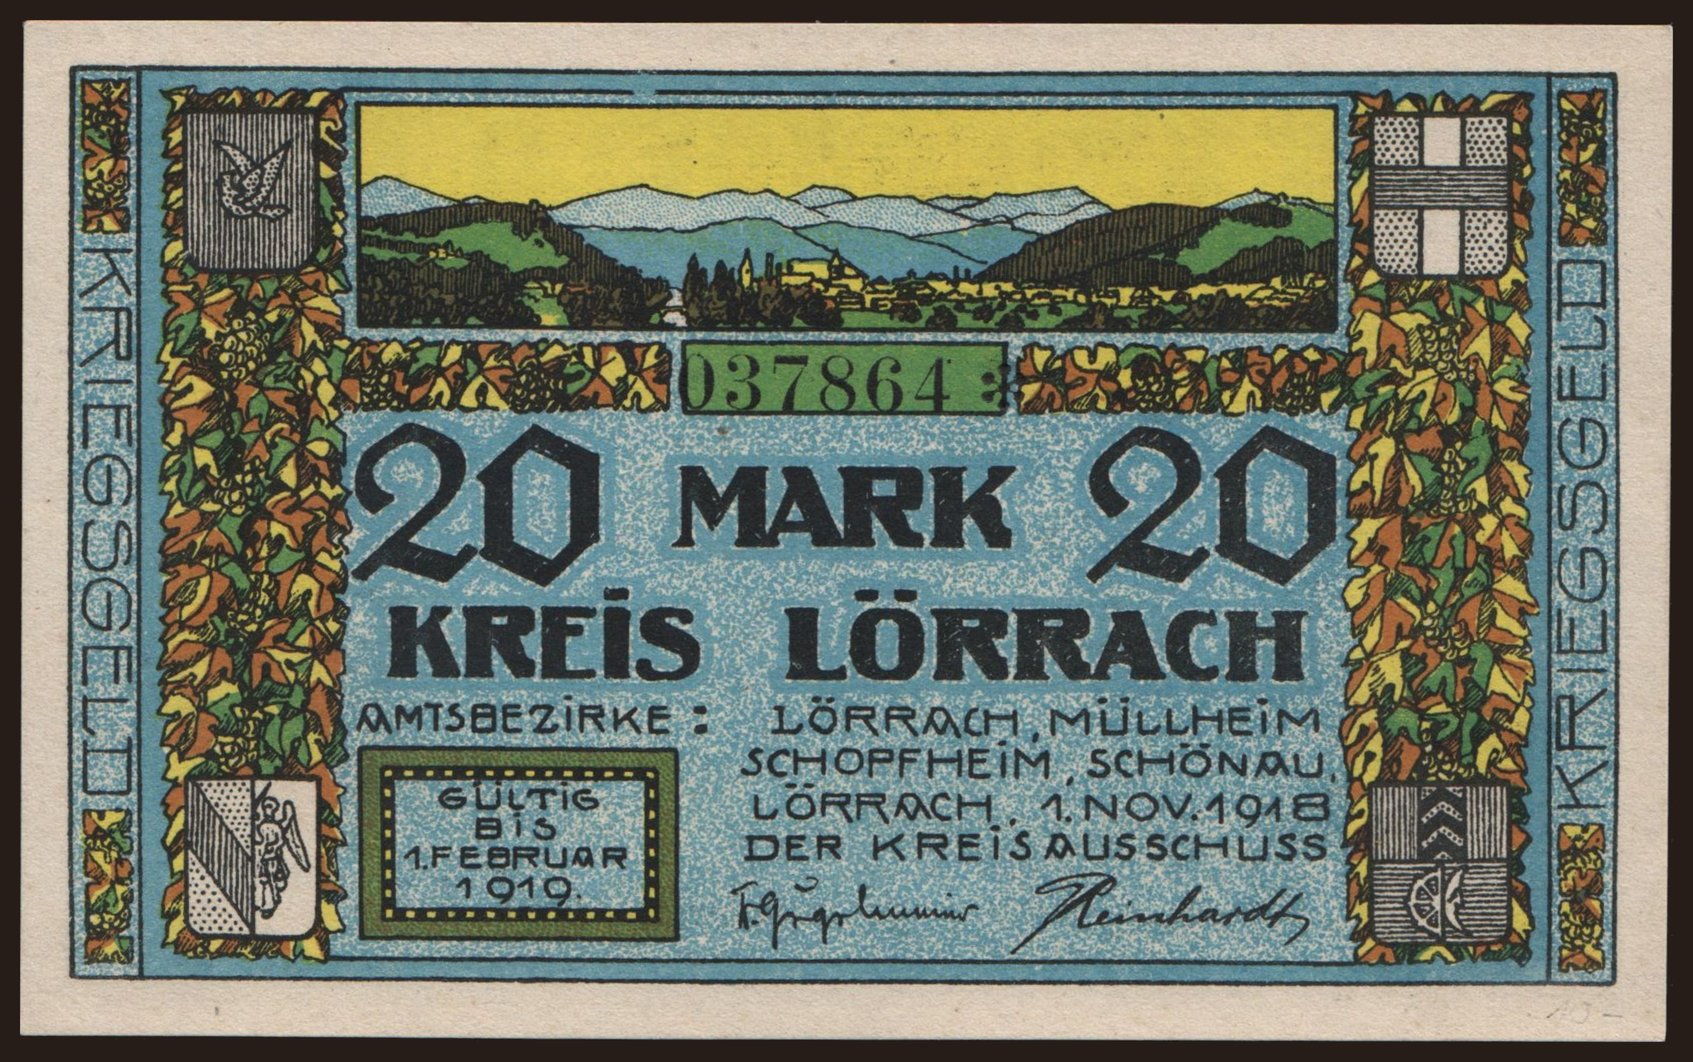 037864
20 MARK 20
KREIS LÖRRACH
AMTSBEZIRKE: LÖRRACH, MÜLLHEIM
SCHOPFHEIM, SCHÖNAU,
LÖRRACH, 1. NOV. 1918
DER KREISAUSSCHUSS
Reinhardt
GÜLTIG
BIS
1. FEBRUAR
1919.
KRIEGSGELD
KRIEGSGELD